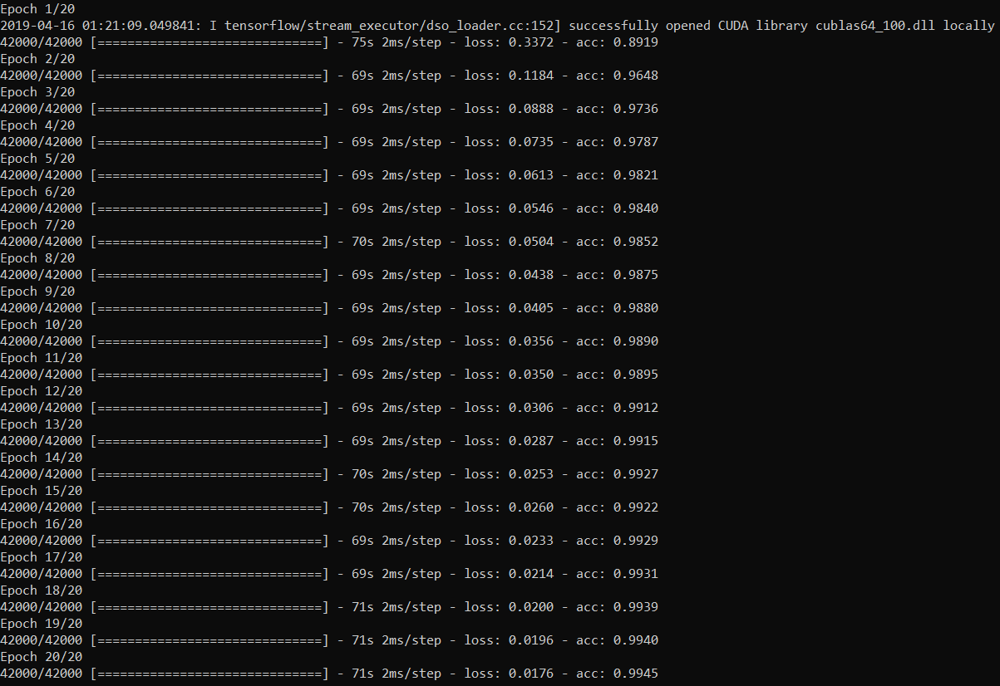 Epoch 1/20
2019-04-16 01:21:09.049841: I tensorflow/stream_executor/dso_loader.cc:152] successfully opened CUDA library cublas64_100.dll locally
42000/42000 [==============================] - 75s 2ms/step - loss: 0.3372 - acc: 0.8919
Epoch 2/20
42000/42000 [==============================] - 69s 2ms/step - loss: 0.1184 - acc: 0.9648
Epoch 3/20
42000/42000 [==============================] - 69s 2ms/step - loss: 0.0888 - acc: 0.9736
Epoch 4/20
42000/42000 [==============================] - 69s 2ms/step - loss: 0.0735 - acc: 0.9787
Epoch 5/20
42000/42000 [==============================] - 69s 2ms/step - loss: 0.0613 - acc: 0.9821
Epoch 6/20
42000/42000 [==============================] - 69s 2ms/step - loss: 0.0546 - acc: 0.9840
Epoch 7/20
42000/42000 [==============================] - 70s 2ms/step - loss: 0.0504 - acc: 0.9852
Epoch 8/20
42000/42000 [==============================] - 69s 2ms/step - loss: 0.0438 - acc: 0.9875
Epoch 9/20
42000/42000 [==============================] - 69s 2ms/step - loss: 0.0405 - acc: 0.9880
Epoch 10/20
42000/42000 [==============================] - 69s 2ms/step - loss: 0.0356 - acc: 0.9890
Epoch 11/20
42000/42000 [==============================] - 69s 2ms/step - loss: 0.0350 - acc: 0.9895
Epoch 12/20
42000/42000 [==============================] - 69s 2ms/step - loss: 0.0306 - acc: 0.9912
Epoch 13/20
42000/42000 [==============================] - 69s 2ms/step - loss: 0.0287 - acc: 0.9915
Epoch 14/20
42000/42000 [==============================] - 70s 2ms/step - loss: 0.0253 - acc: 0.9927
Epoch 15/20
42000/42000 [==============================] - 70s 2ms/step - loss: 0.0260 - acc: 0.9922
Epoch 16/20
42000/42000 [==============================] - 69s 2ms/step - loss: 0.0233 - acc: 0.9929
Epoch 17/20
42000/42000 [==============================] - 69s 2ms/step - loss: 0.0214 - acc: 0.9931
Epoch 18/20
42000/42000 [==============================] - 71s 2ms/step - loss: 0.0200 - acc: 0.9939
Epoch 19/20
42000/42000 [==============================] - 71s 2ms/step - loss: 0.0196 - acc: 0.9940
Epoch 20/20
42000/42000 [==============================] - 71s 2ms/step - loss: 0.0176 - acc: 0.9945